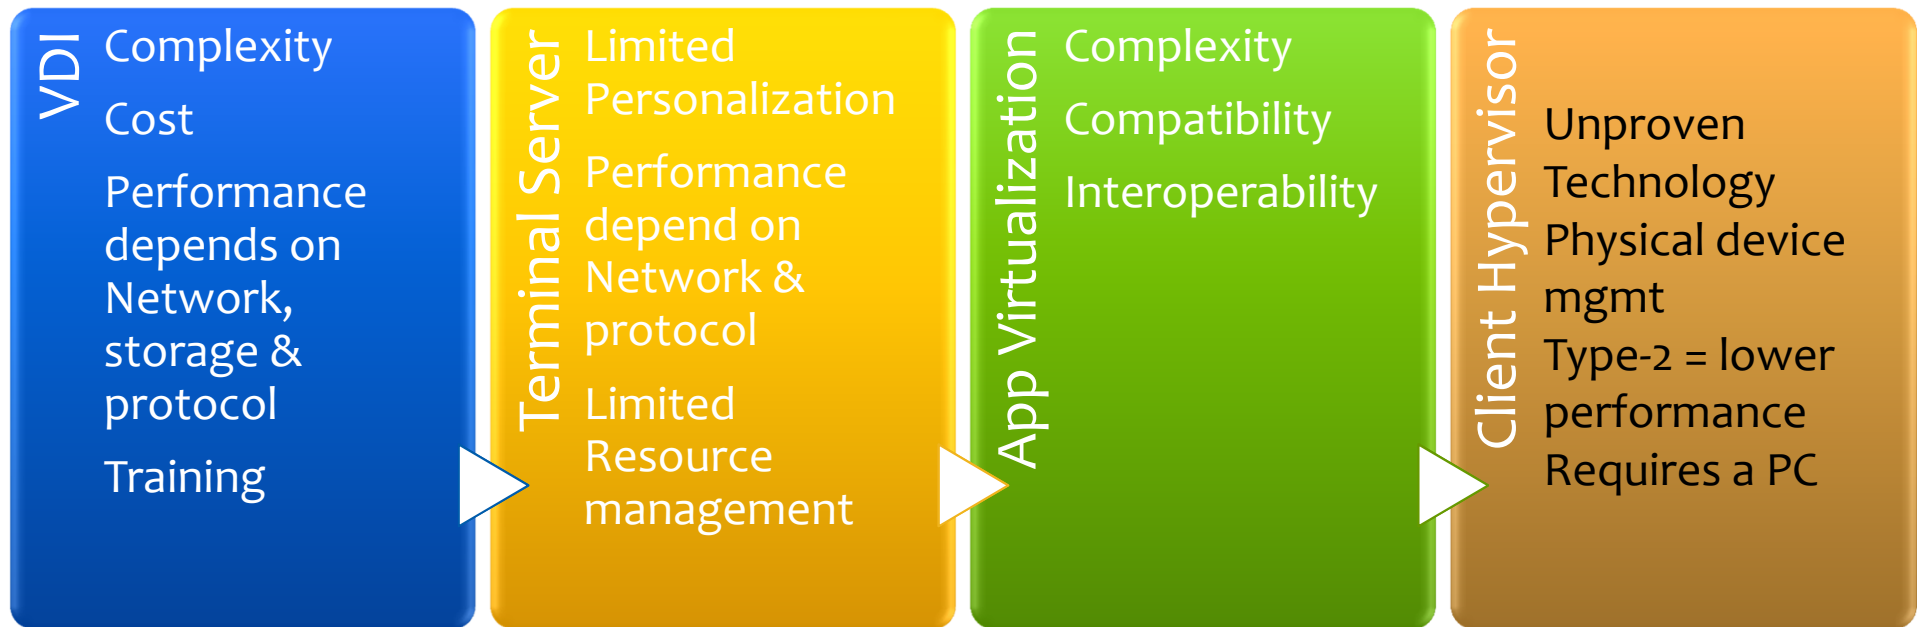 VDI
Complexity
Cost
Performance
depends on
Network,
storage &
protocol
Training
Terminal Server
Limited
Personalization
Performance
depend on
Network &
protocol
Limited
Resource
management
App Virtualization
Complexity
Compatibility
Interoperability
Client Hypervisor
Unproven
Technology
Physical device
mgmt
Type-2 = lower
performance
Requires a PC